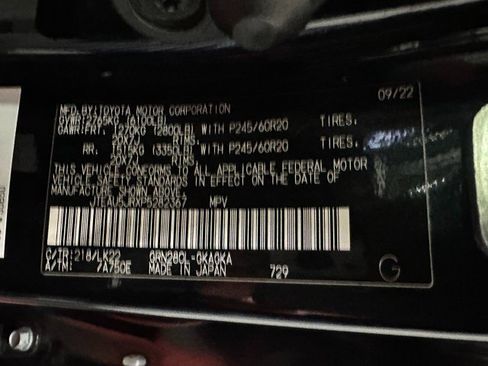 09/22
MFD.BY:TOYOTA MOTOR CORPORATION
GVWR:2765KG (6100LB)
GAWR:FRT. 1270KG (2800LB) WITH P245/60R20 TIRES,
20X7J RIMS,
RR. KG (3350LB) WITH P245/60R20 TIRES,
20X7J RIMS,
THIS VEHICLE CONFORMS TO ALL APPLICABLE FEDERAL MOTOR
VEHICLE SAFETY STANDARDS IN EFFECT ON THE DATE OF
MANUFACTURE SHOWN
JTEAU5JRXP5282367 MPV
C/TR:218/LK22 GRN280L-GKAGKA
A/TM: /A750E MADE IN JAPAN 729
G